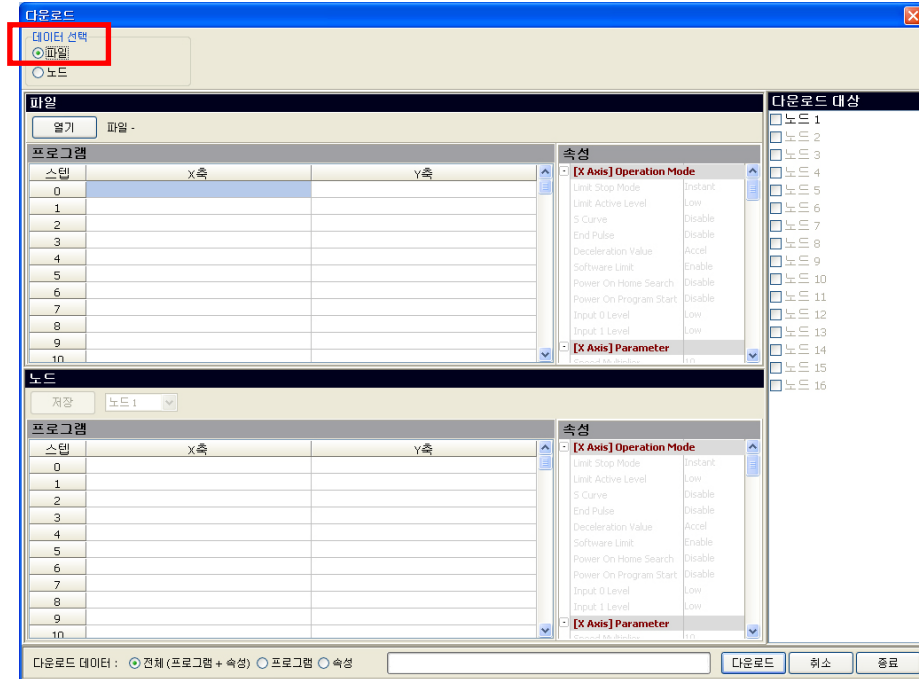 다운로드
데이터 선택
파일
노드
파일
열기 파일 -
프로그램 속성
스텝 X축 Y축
0
1
2
3
4
5
6
7
8
9
10
[X Axis] Operation Mode
Limit Stop Mode Instant
Limit Active Level Low
S Curve Disable
End Pulse Disable
Deceleration Value Accel
Software Limit Enable
Power On Home Search Disable
Power On Program Start Disable
Input 0 Level Low
Input 1 Level Low
[X Axis] Parameter
Speed Multiplier 10
노드
저장 노드 1
프로그램 속성
스텝 X축 Y축
0
1
2
3
4
5
6
7
8
9
10
[X Axis] Operation Mode
Limit Stop Mode Instant
Limit Active Level Low
S Curve Disable
End Pulse Disable
Deceleration Value Accel
Software Limit Enable
Power On Home Search Disable
Power On Program Start Disable
Input 0 Level Low
Input 1 Level Low
[X Axis] Parameter
Speed Multiplier 10
다운로드 대상
노드 1
노드 2
노드 3
노드 4
노드 5
노드 6
노드 7
노드 8
노드 9
노드 10
노드 11
노드 12
노드 13
노드 14
노드 15
노드 16
다운로드 데이터 : 전체 (프로그램 + 속성) 프로그램 속성 다운로드 취소 종료